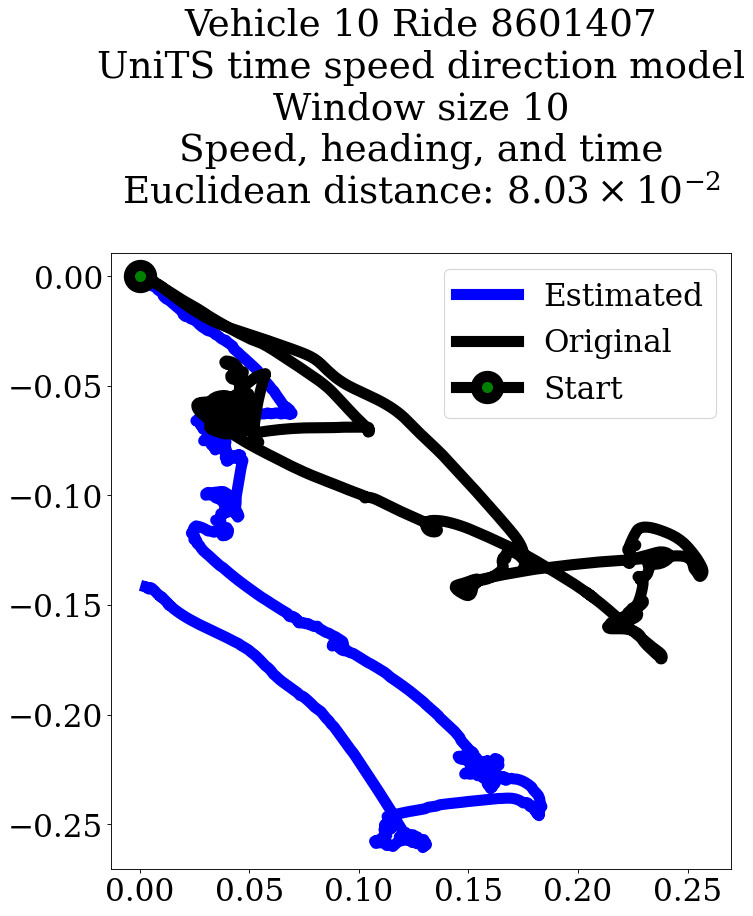 Vehicle 10 Ride 8601407
UniTS time speed direction model
Window size 10
Speed, heading, and time
Euclidean distance: 8.03 × 10⁻²
Estimated
Original
Start
0.00
−0.05
−0.10
−0.15
−0.20
−0.25
0.00 0.05 0.10 0.15 0.20 0.25